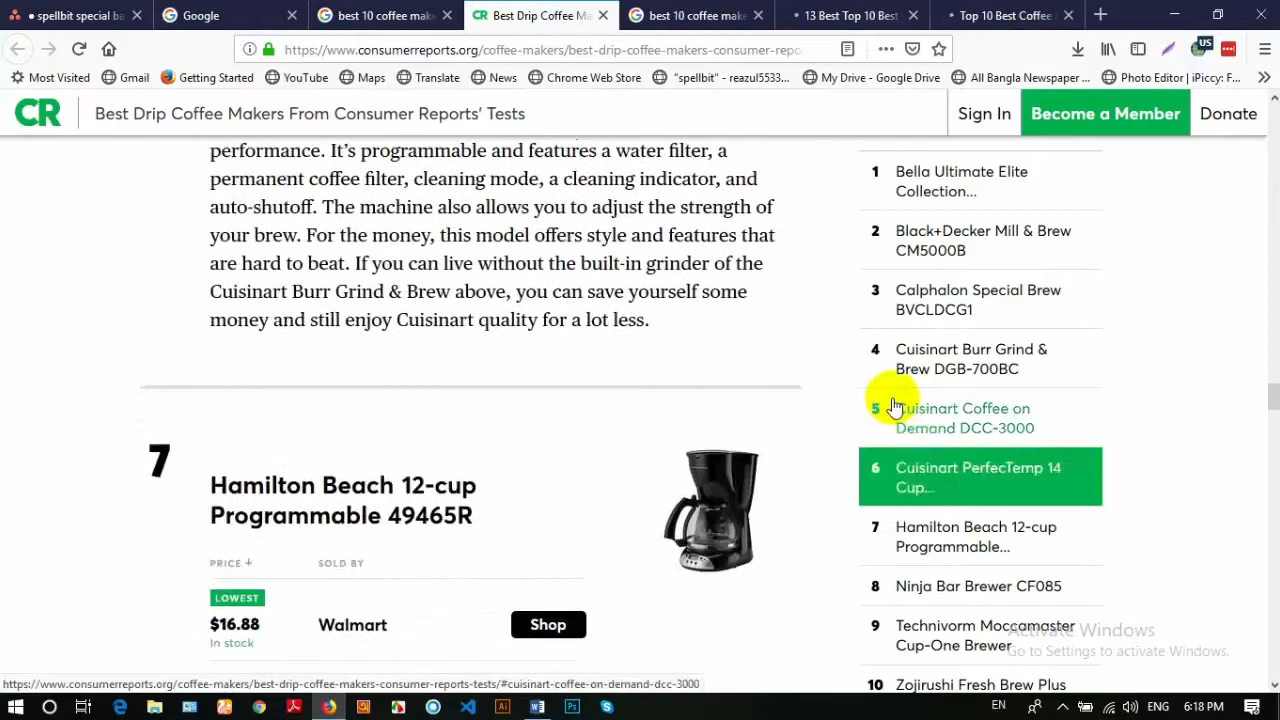 spellbit special ba
Google
best 10 coffee mak
CR Best Drip Coffee Ma
best 10 coffee make
13 Best Top 10 Best
Top 10 Best Coffee
https://www.consumerreports.org/coffee-makers/best-drip-coffee-makers-consumer-repo
US
Most Visited
Gmail
Getting Started
YouTube
Maps
Translate
News
Chrome Web Store
"spellbit" - reazul5533...
My Drive - Google Drive
All Bangla Newspaper ...
Photo Editor | iPiccy: F...
CR
Best Drip Coffee Makers From Consumer Reports' Tests
Sign In
Become a Member
Donate
performance. It's programmable and features a water filter, a
permanent coffee filter, cleaning mode, a cleaning indicator, and
auto-shutoff. The machine also allows you to adjust the strength of
your brew. For the money, this model offers style and features that
are hard to beat. If you can live without the built-in grinder of the
Cuisinart Burr Grind & Brew above, you can save yourself some
money and still enjoy Cuisinart quality for a lot less.
7
Hamilton Beach 12-cup
Programmable 49465R
PRICE
SOLD BY
LOWEST
$16.88
Walmart
Shop
In stock
1 Bella Ultimate Elite
Collection...
2 Black+Decker Mill & Brew
CM5000B
3 Calphalon Special Brew
BVCLDCG1
4 Cuisinart Burr Grind &
Brew DGB-700BC
5 Cuisinart Coffee on
Demand DCC-3000
6 Cuisinart PerfecTemp 14
Cup...
7 Hamilton Beach 12-cup
Programmable...
8 Ninja Bar Brewer CF085
9 Technivorm Moccamaster
Cup-One Brewer
10 Zojirushi Fresh Brew Plus
Activate Windows
Go to Settings to activate Windows.
https://www.consumerreports.org/coffee-makers/best-drip-coffee-makers-consumer-reports-tests/#cuisinart-coffee-on-demand-dcc-3000
Ai
Ps
EN
6:18 PM